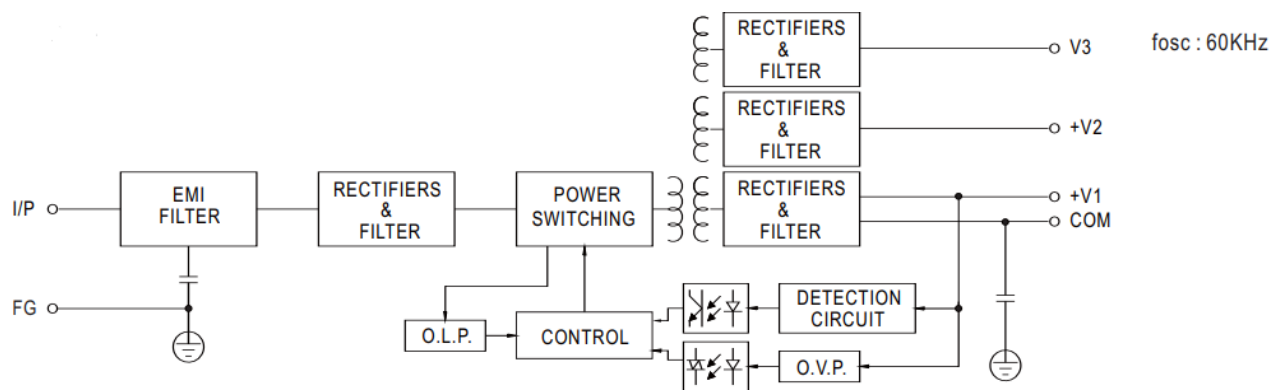 RECTIFIERS
&
FILTER
V3
fosc : 60KHz
RECTIFIERS
&
FILTER
+V2
I/P
EMI
FILTER
RECTIFIERS
&
FILTER
POWER
SWITCHING
RECTIFIERS
&
FILTER
+V1
COM
FG
O.L.P.
CONTROL
DETECTION
CIRCUIT
O.V.P.